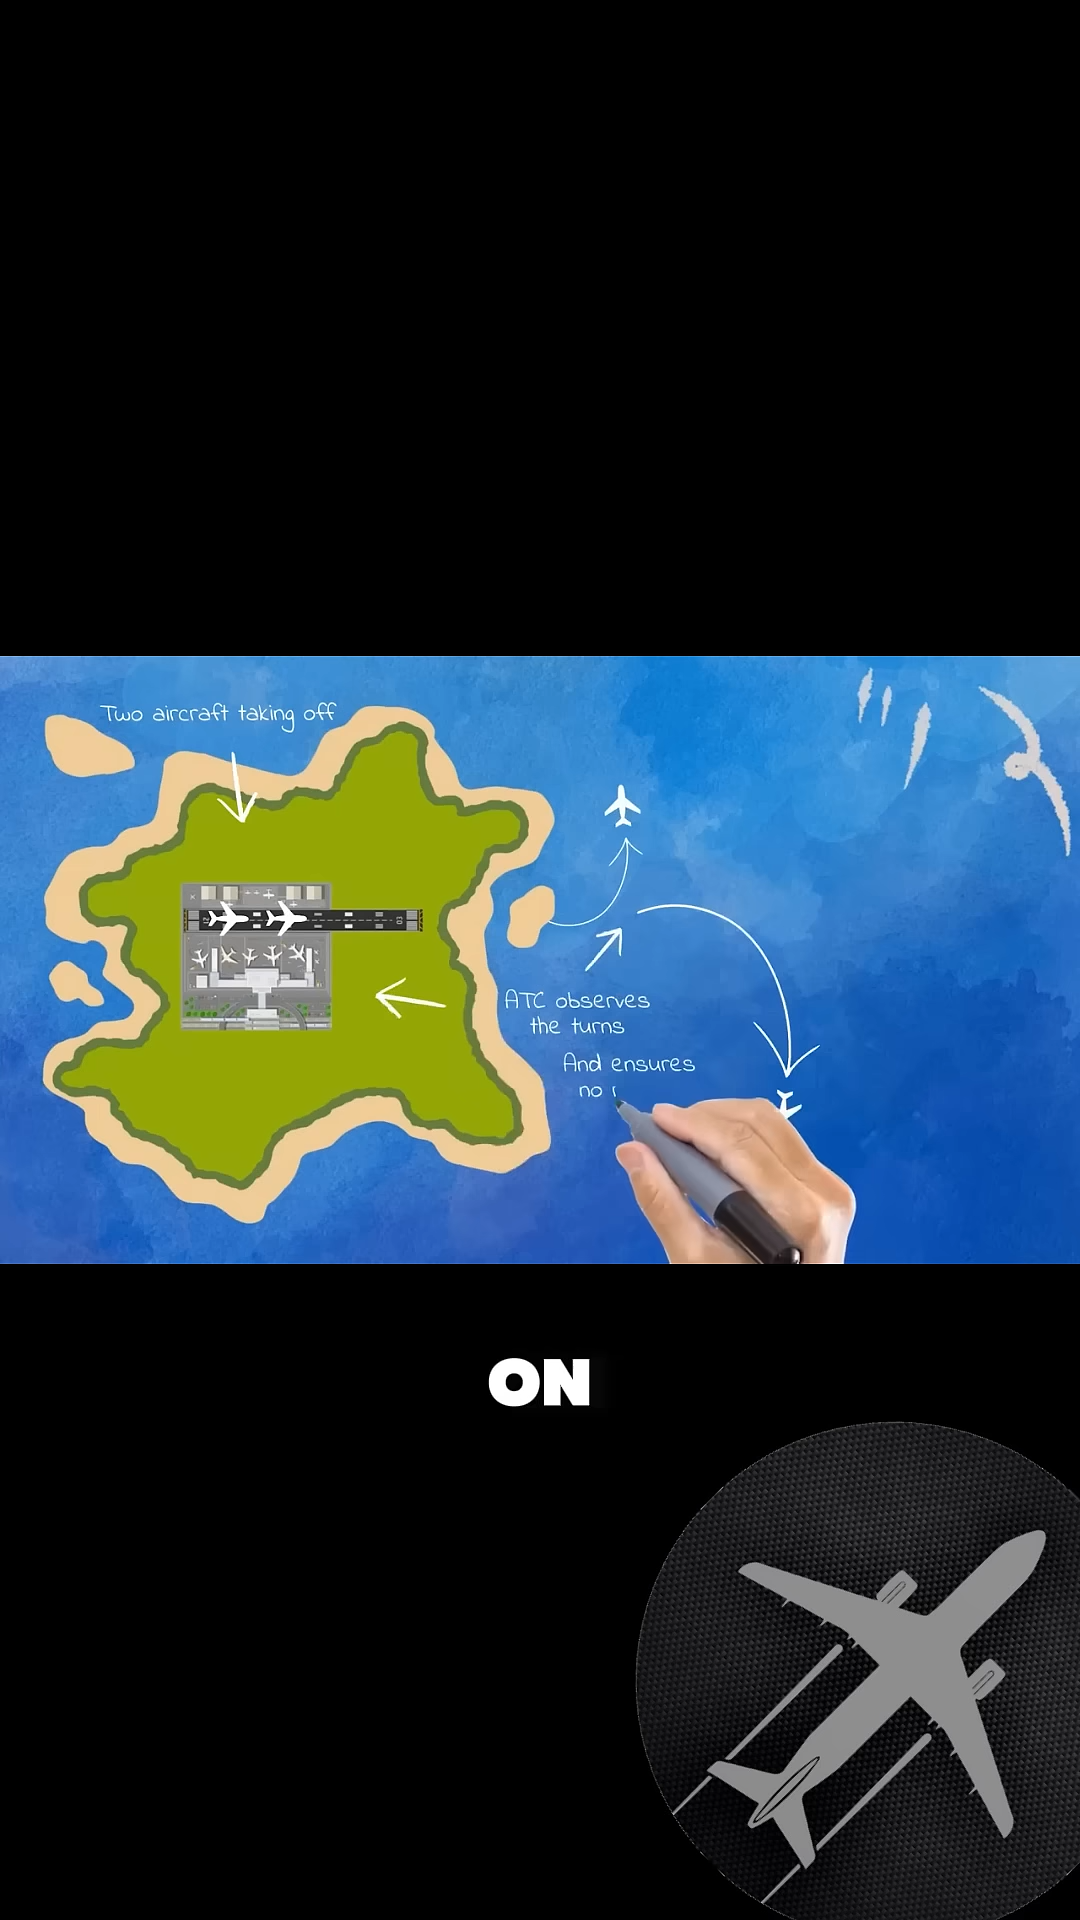 Two aircraft taking off
ATC observes
the turns
And ensures
no
ON